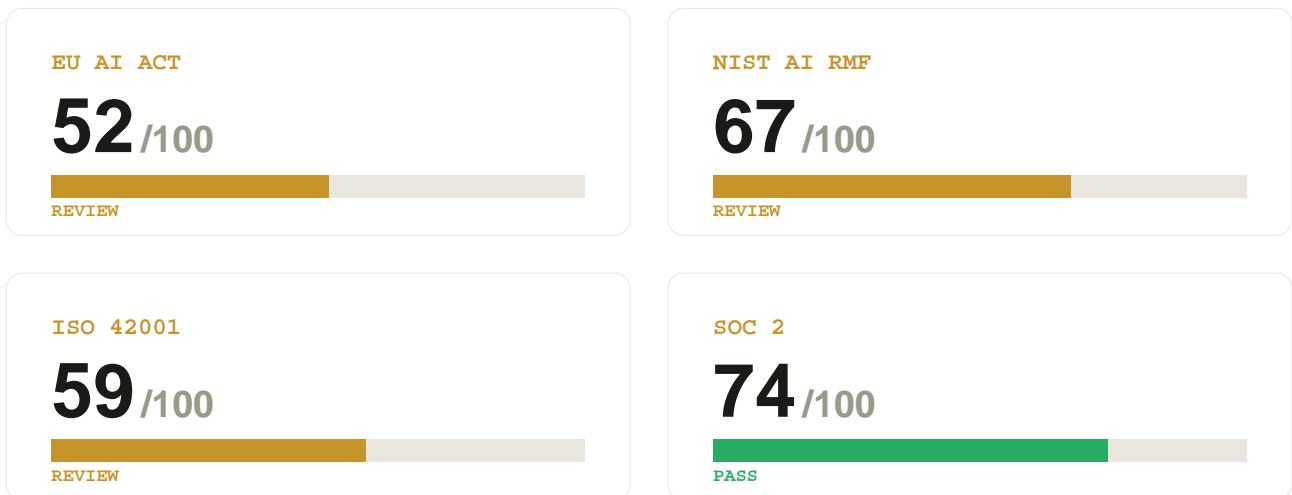 EU AI ACT
52 /100
REVIEW
NIST AI RMF
67 /100
REVIEW
ISO 42001
59 /100
REVIEW
SOC 2
74 /100
PASS